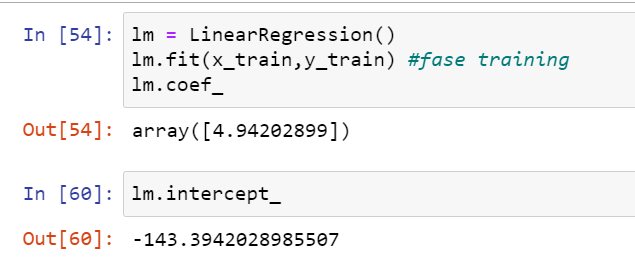 In [54]: lm = LinearRegression()
lm.fit(x_train,y_train) #fase training
lm.coef_
Out[54]: array([4.94202899])
In [60]: lm.intercept_
Out[60]: -143.3942028985507